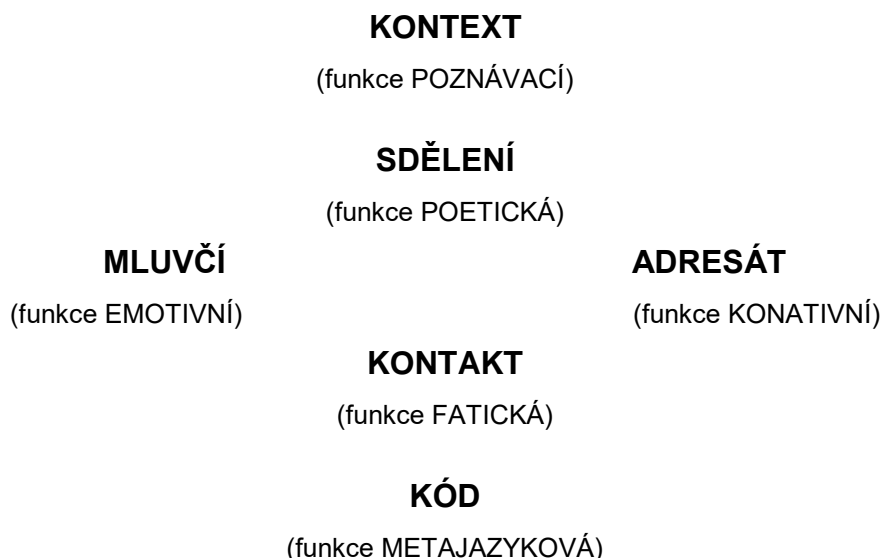 KONTEXT
(funkce POZNÁVACÍ)
SDĚLENÍ
(funkce POETICKÁ)
MLUVČÍ ADRESÁT
(funkce EMOTIVNÍ) (funkce KONATIVNÍ)
KONTAKT
(funkce FATICKÁ)
KÓD
(funkce METAJAZYKOVÁ)